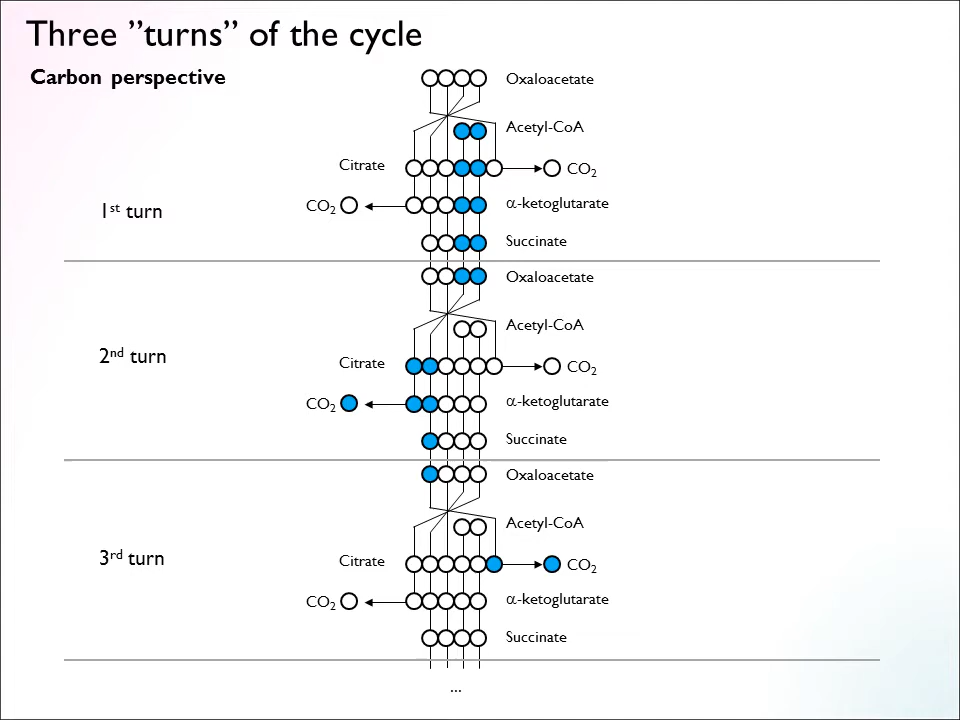 Three ”turns” of the cycle
Carbon perspective
Oxaloacetate
Acetyl-CoA
Citrate
CO₂
1st turn
CO₂
α-ketoglutarate
Succinate
Oxaloacetate
Acetyl-CoA
2nd turn
Citrate
CO₂
CO₂
α-ketoglutarate
Succinate
Oxaloacetate
Acetyl-CoA
3rd turn
Citrate
CO₂
CO₂
α-ketoglutarate
Succinate
...